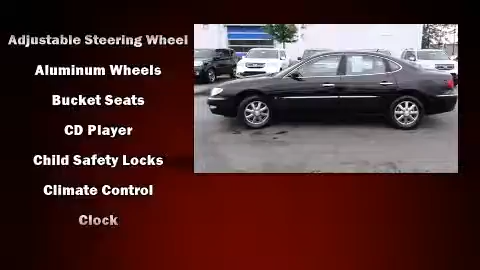 Adjustable Steering Wheel
Aluminum Wheels
Bucket Seats
CD Player
Child Safety Locks
Climate Control
Clock